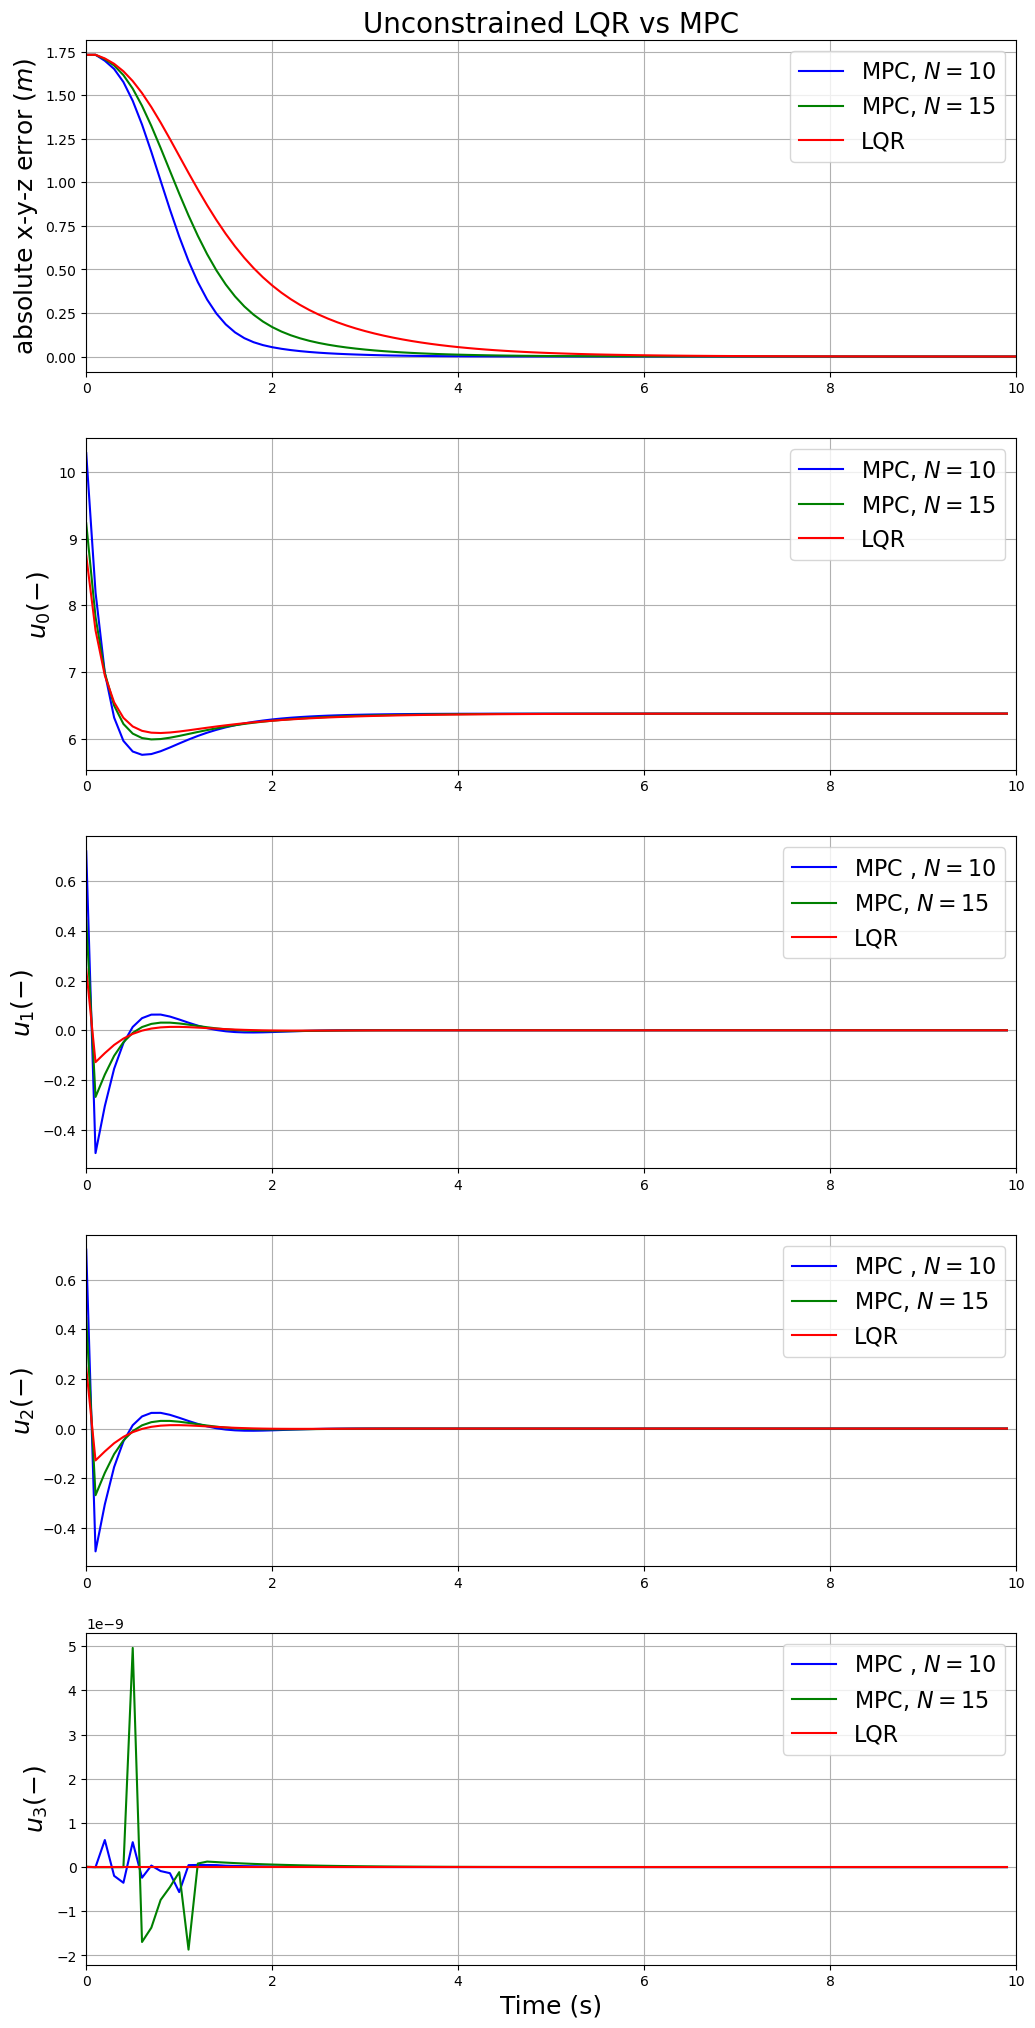 Unconstrained LQR vs MPC
absolute x-y-z error (m)
1.75
1.50
1.25
1.00
0.75
0.50
0.25
0.00
MPC, N = 10
MPC, N = 15
LQR
0 2 4 6 8 10
u₀(−)
10
9
8
7
6
MPC, N = 10
MPC, N = 15
LQR
0 2 4 6 8 10
u₁(−)
0.6
0.4
0.2
0.0
−0.2
−0.4
MPC , N = 10
MPC, N = 15
LQR
0 2 4 6 8 10
u₂(−)
0.6
0.4
0.2
0.0
−0.2
−0.4
MPC , N = 10
MPC, N = 15
LQR
0 2 4 6 8 10
1e−9
u₃(−)
5
4
3
2
1
0
−1
−2
MPC , N = 10
MPC, N = 15
LQR
0 2 4 6 8 10
Time (s)